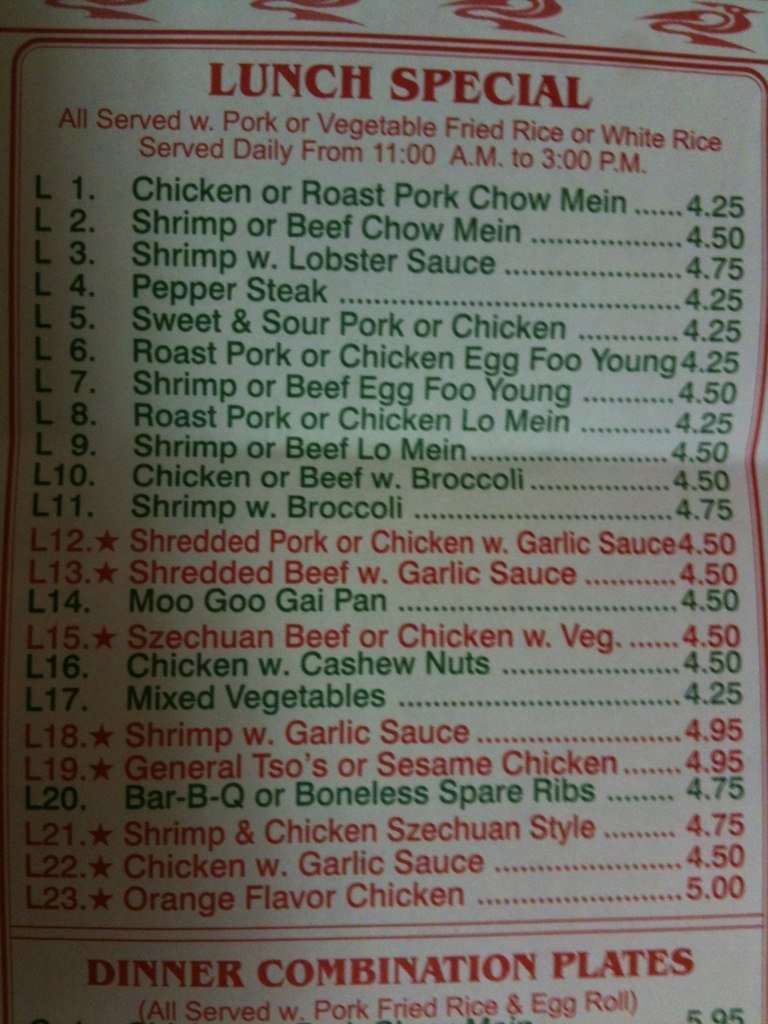 LUNCH SPECIAL
All Served w. Pork or Vegetable Fried Rice or White Rice
Served Daily From 11:00 A.M. to 3:00 P.M.
L 1. Chicken or Roast Pork Chow Mein ......4.25
L 2. Shrimp or Beef Chow Mein ..................4.50
L 3. Shrimp w. Lobster Sauce .....................4.75
L 4. Pepper Steak ........................................4.25
L 5. Sweet & Sour Pork or Chicken ............4.25
L 6. Roast Pork or Chicken Egg Foo Young4.25
L 7. Shrimp or Beef Egg Foo Young ...........4.50
L 8. Roast Pork or Chicken Lo Mein ...........4.25
L 9. Shrimp or Beef Lo Mein........................4.50
L10. Chicken or Beef w. Broccoli.................4.50
L11. Shrimp w. Broccoli ...............................4.75
L12.★ Shredded Pork or Chicken w. Garlic Sauce4.50
L13.★ Shredded Beef w. Garlic Sauce ...........4.50
L14. Moo Goo Gai Pan .................................4.50
L15.★ Szechuan Beef or Chicken w. Veg. ......4.50
L16. Chicken w. Cashew Nuts .....................4.50
L17. Mixed Vegetables .................................4.25
L18.★ Shrimp w. Garlic Sauce ........................4.95
L19.★ General Tso's or Sesame Chicken.......4.95
L20. Bar-B-Q or Boneless Spare Ribs ........ 4.75
L21.★ Shrimp & Chicken Szechuan Style ......... 4.75
L22.★ Chicken w. Garlic Sauce ......................4.50
L23.★ Orange Flavor Chicken ........................5.00
DINNER COMBINATION PLATES
(All Served w. Pork Fried Rice & Egg Roll)
5.95